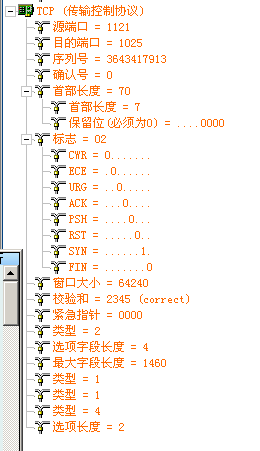 TCP (传输控制协议)
源端口 = 1121
目的端口 = 1025
序列号 = 3643417913
确认号 = 0
首部长度 = 70
首部长度 = 7
保留位(必须为0) = ....0000
标志 = 02
CWR = 0.......
ECE = .0......
URG = ..0.....
ACK = ...0....
PSH = ....0...
RST = .....0..
SYN = ......1.
FIN = .......0
窗口大小 = 64240
校验和 = 2345 (correct)
紧急指针 = 0000
类型 = 2
选项字段长度 = 4
最大字段长度 = 1460
类型 = 1
类型 = 1
类型 = 4
选项长度 = 2